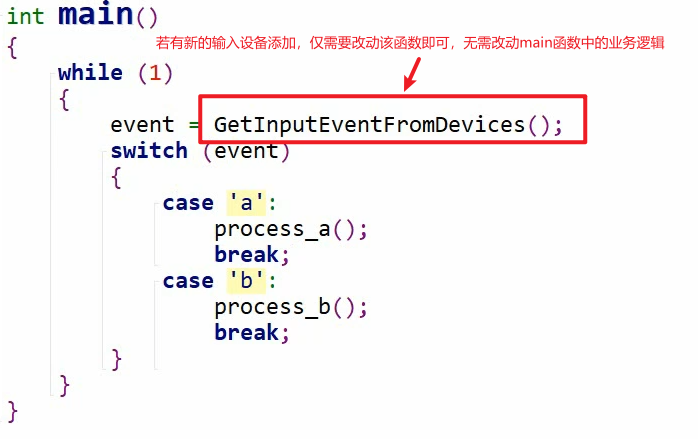 int main()
若有新的输入设备添加，仅需要改动该函数即可，无需改动main函数中的业务逻辑
{
while (1)
{
event = GetInputEventFromDevices();
switch (event)
{
case 'a':
process_a();
break;
case 'b':
process_b();
break;
}
}
}